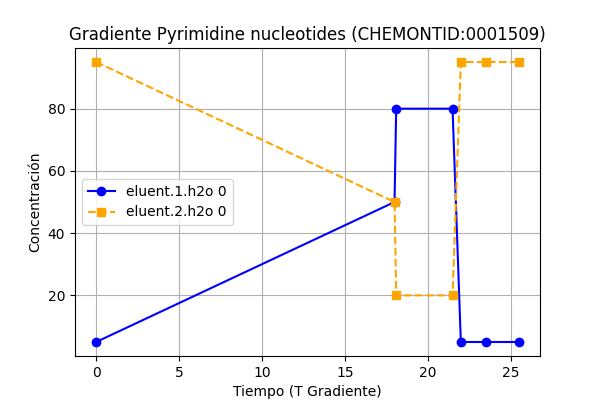 Gradiente Pyrimidine nucleotides (CHEMONTID:0001509)
Concentración
80
60
40
20
eluent.1.h2o 0
eluent.2.h2o 0
0 5 10 15 20 25
Tiempo (T Gradiente)